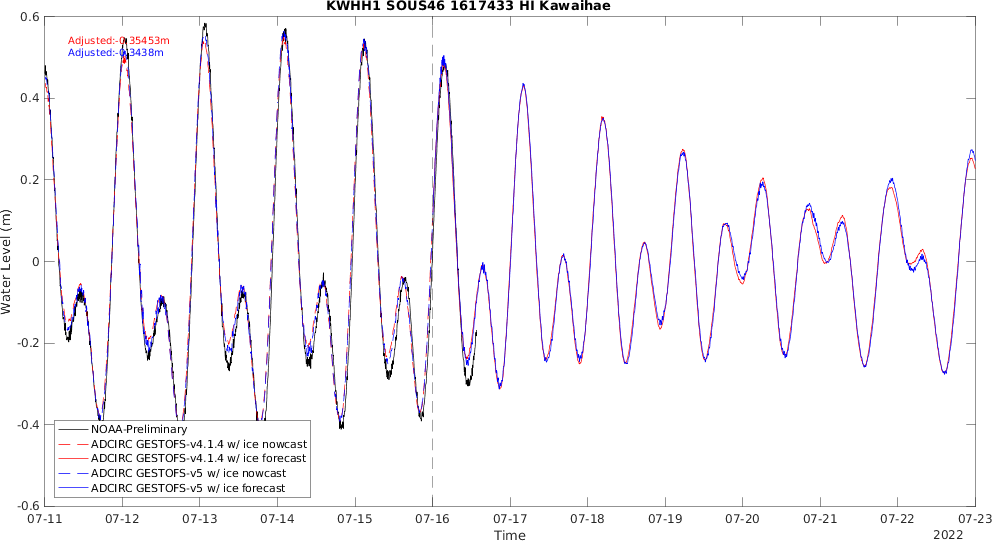 KWHH1 SOUS46 1617433 HI Kawaihae
Adjusted:-0.35453m
Adjusted:-0.3438m
Water Level (m)
0.6
0.4
0.2
0
-0.2
-0.4
-0.6
NOAA-Preliminary
ADCIRC GESTOFS-v4.1.4 w/ ice nowcast
ADCIRC GESTOFS-v4.1.4 w/ ice forecast
ADCIRC GESTOFS-v5 w/ ice nowcast
ADCIRC GESTOFS-v5 w/ ice forecast
07-11 07-12 07-13 07-14 07-15 07-16 07-17 07-18 07-19 07-20 07-21 07-22 07-23
Time
2022